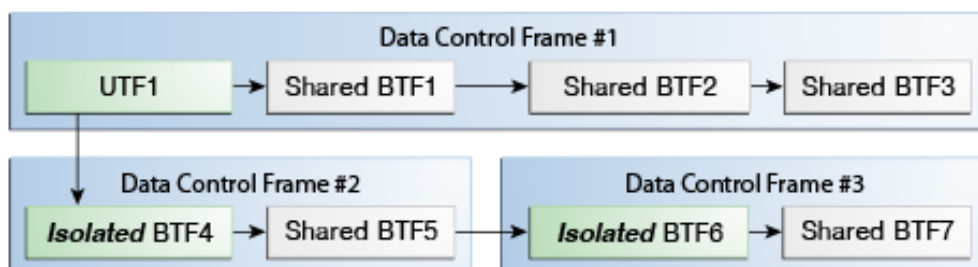 Data Control Frame #1
UTF1 Shared BTF1 Shared BTF2 Shared BTF3
Data Control Frame #2
Isolated BTF4 Shared BTF5
Data Control Frame #3
Isolated BTF6 Shared BTF7